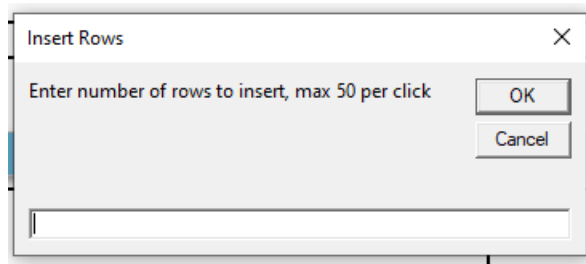 Insert Rows
Enter number of rows to insert, max 50 per click
OK
Cancel